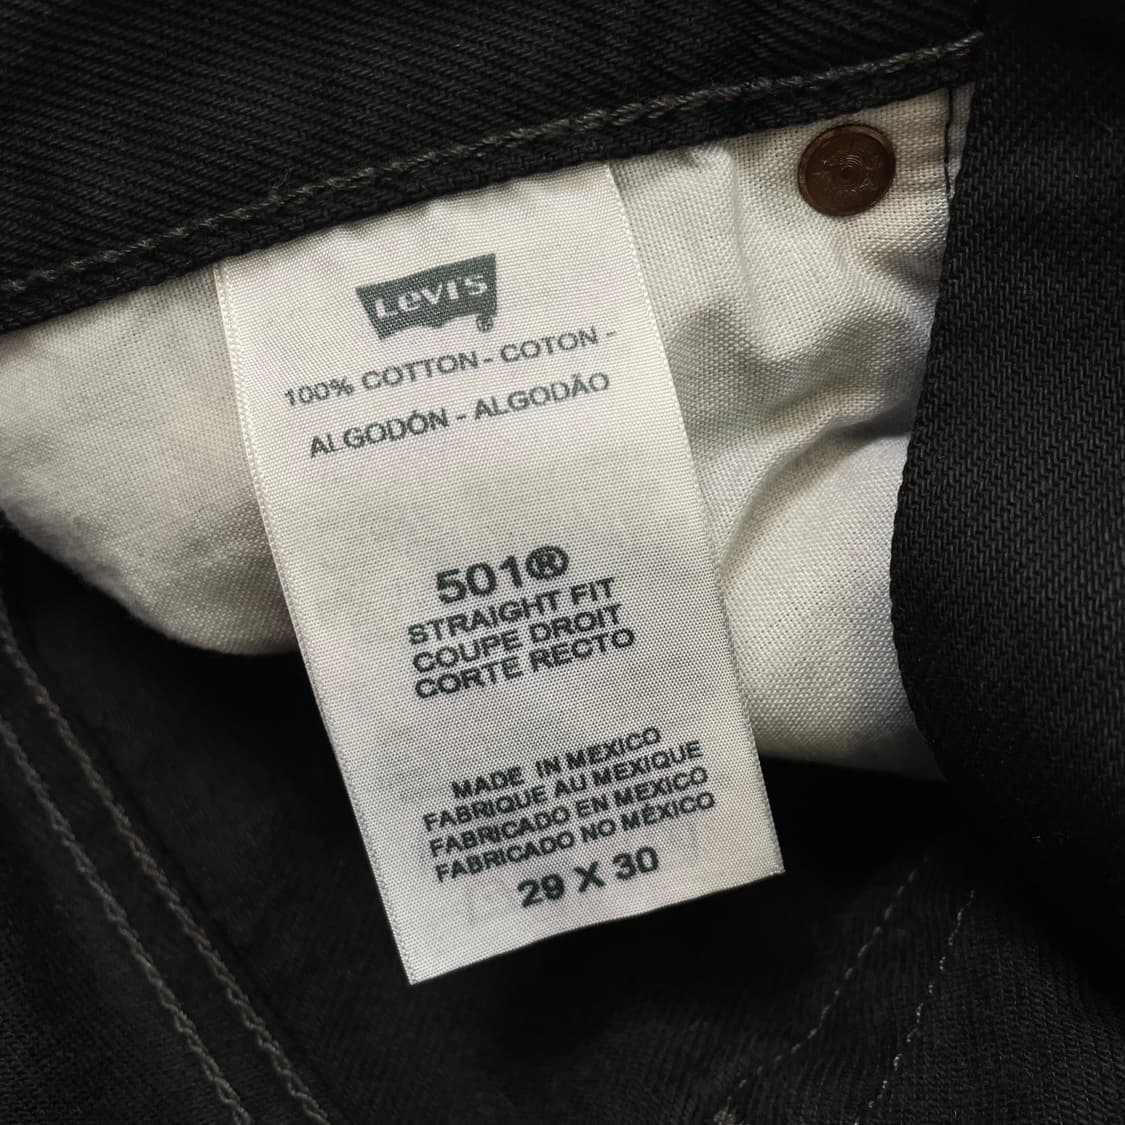 Levi's®
100% COTTON - COTON -
ALGODÓN - ALGODÃO
501®
STRAIGHT FIT
COUPE DROIT
CORTE RECTO
MADE IN MEXICO
FABRIQUE AU MEXIQUE
FABRICADO EN MEXICO
FABRICADO NO MÉXICO
29 X 30